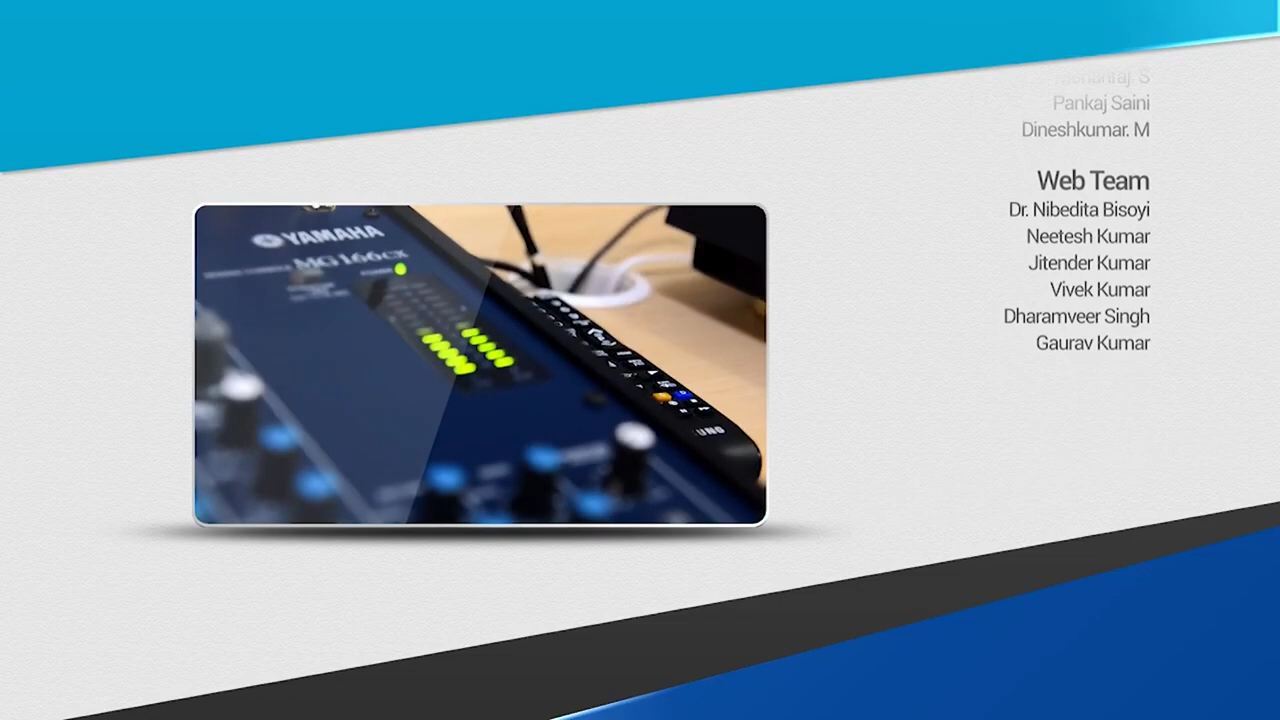 Pankaj Saini
Dineshkumar. M
Web Team
Dr. Nibedita Bisoyi
Neetesh Kumar
Jitender Kumar
Vivek Kumar
Dharamveer Singh
Gaurav Kumar
YAMAHA
MG166CX